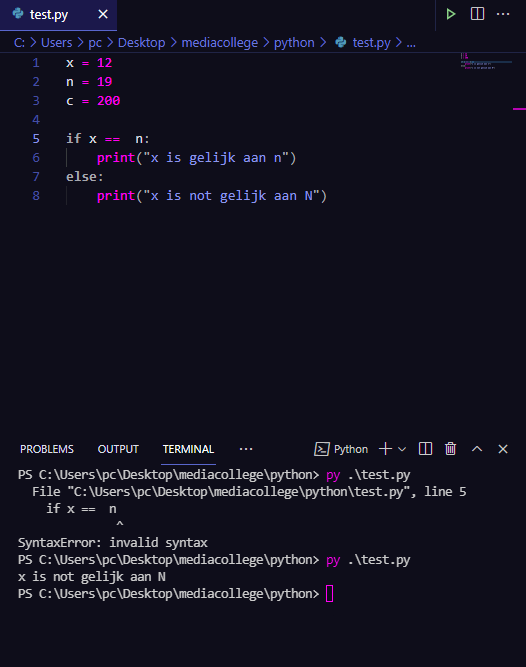 test.py
C: > Users > pc > Desktop > mediacollege > python > test.py > ...
1 x = 12
2 n = 19
3 c = 200
4
5 if x ==  n:
6     print("x is gelijk aan n")
7 else:
8     print("x is not gelijk aan N")
PROBLEMS OUTPUT TERMINAL ... Python
PS C:\Users\pc\Desktop\mediacollege\python> py .\test.py
  File "C:\Users\pc\Desktop\mediacollege\python\test.py", line 5
    if x ==  n
              ^
SyntaxError: invalid syntax
PS C:\Users\pc\Desktop\mediacollege\python> py .\test.py
x is not gelijk aan N
PS C:\Users\pc\Desktop\mediacollege\python>